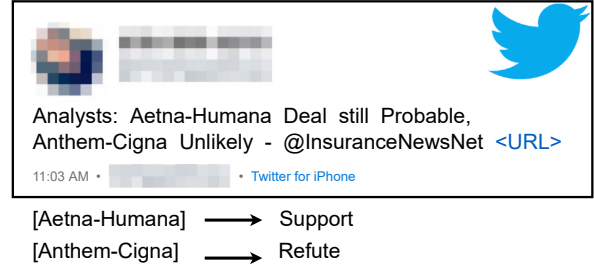 Analysts: Aetna-Humana Deal still Probable,
Anthem-Cigna Unlikely - @InsuranceNewsNet <URL>
11:03 AM • • Twitter for iPhone
[Aetna-Humana] → Support
[Anthem-Cigna] → Refute